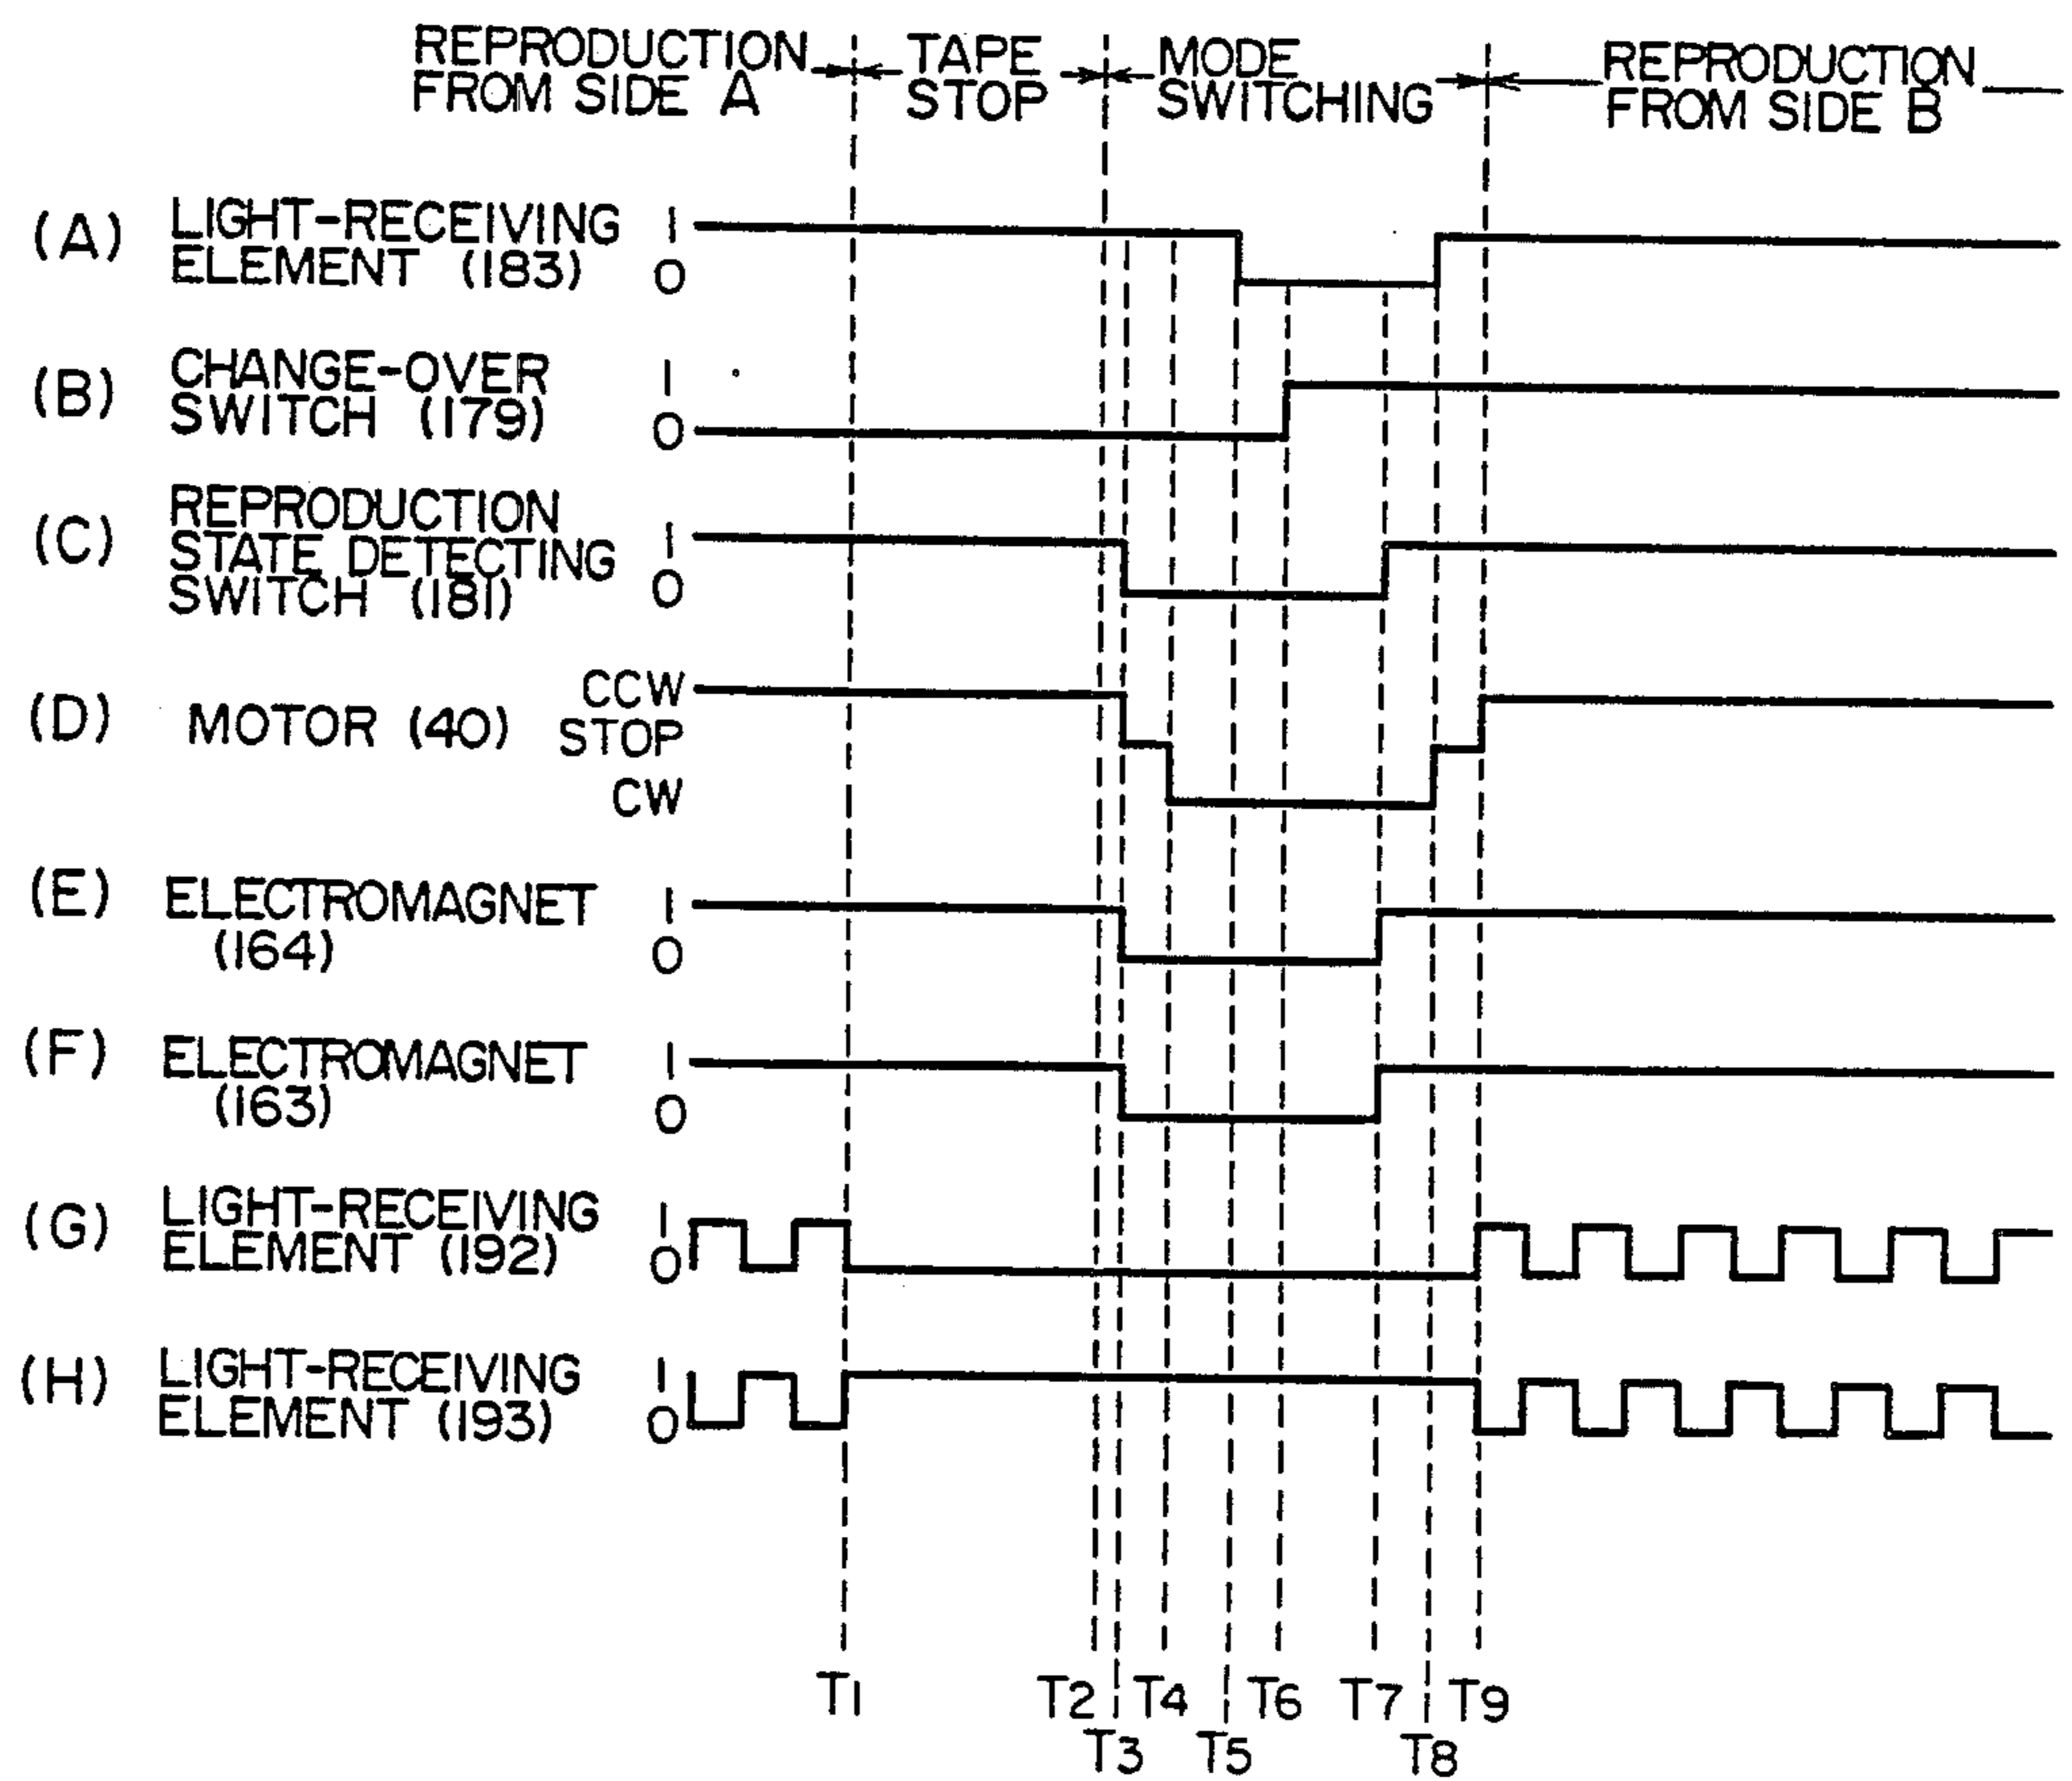 REPRODUCTION
FROM SIDE A
TAPE
STOP
MODE
SWITCHING
REPRODUCTION
FROM SIDE B
(A) LIGHT-RECEIVING
ELEMENT (183)
1
0
(B) CHANGE-OVER
SWITCH (179)
1
0
(C) REPRODUCTION
STATE DETECTING
SWITCH (181)
1
0
(D) MOTOR (40)
CCW
STOP
CW
(E) ELECTROMAGNET
(164)
1
0
(F) ELECTROMAGNET
(163)
1
0
(G) LIGHT-RECEIVING
ELEMENT (192)
1
0
(H) LIGHT-RECEIVING
ELEMENT (193)
1
0
T1 T2 T4 T6 T7 T9
T3 T5 T8